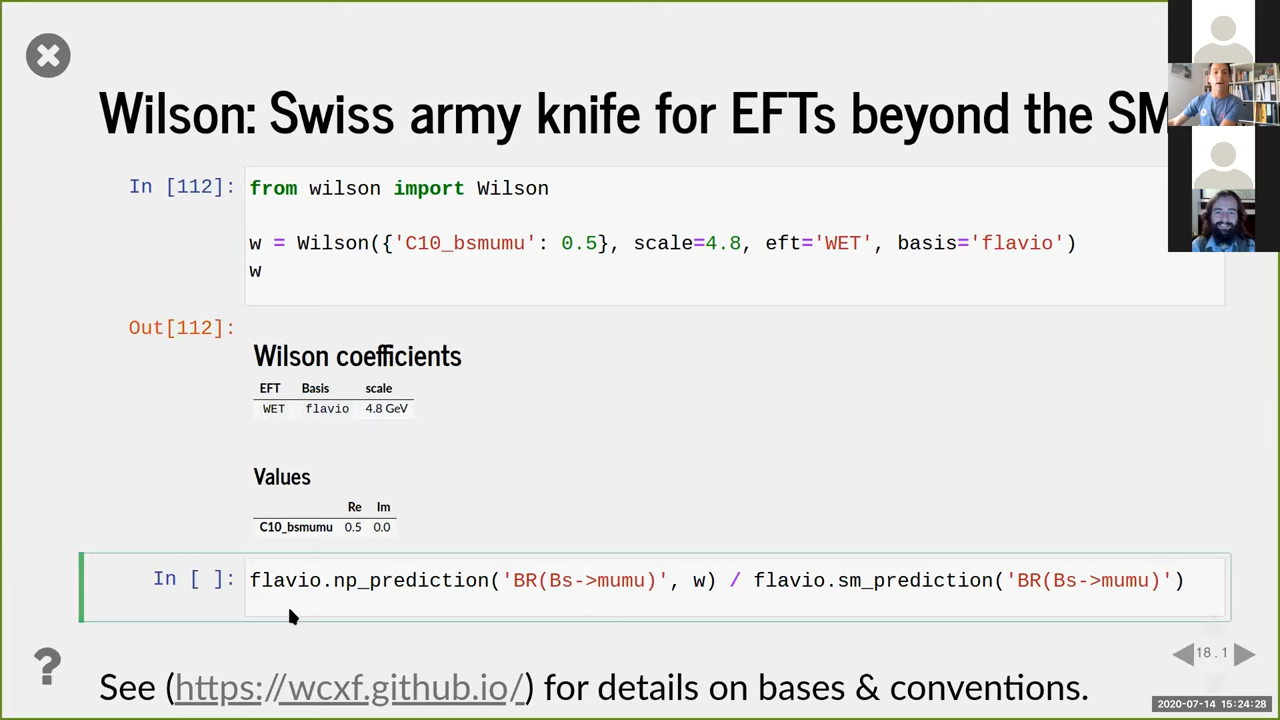 Wilson: Swiss army knife for EFTs beyond the SM
In [112]:
from wilson import Wilson
w = Wilson({'C10_bsmumu': 0.5}, scale=4.8, eft='WET', basis='flavio')
w
Out[112]:
Wilson coefficients
EFT Basis scale
WET flavio 4.8 GeV
Values
Re Im
C10_bsmumu 0.5 0.0
In [ ]:
flavio.np_prediction('BR(Bs->mumu)', w) / flavio.sm_prediction('BR(Bs->mumu)')
?
18.1
See (https://wcxf.github.io/) for details on bases & conventions.
2020-07-14 15:24:28